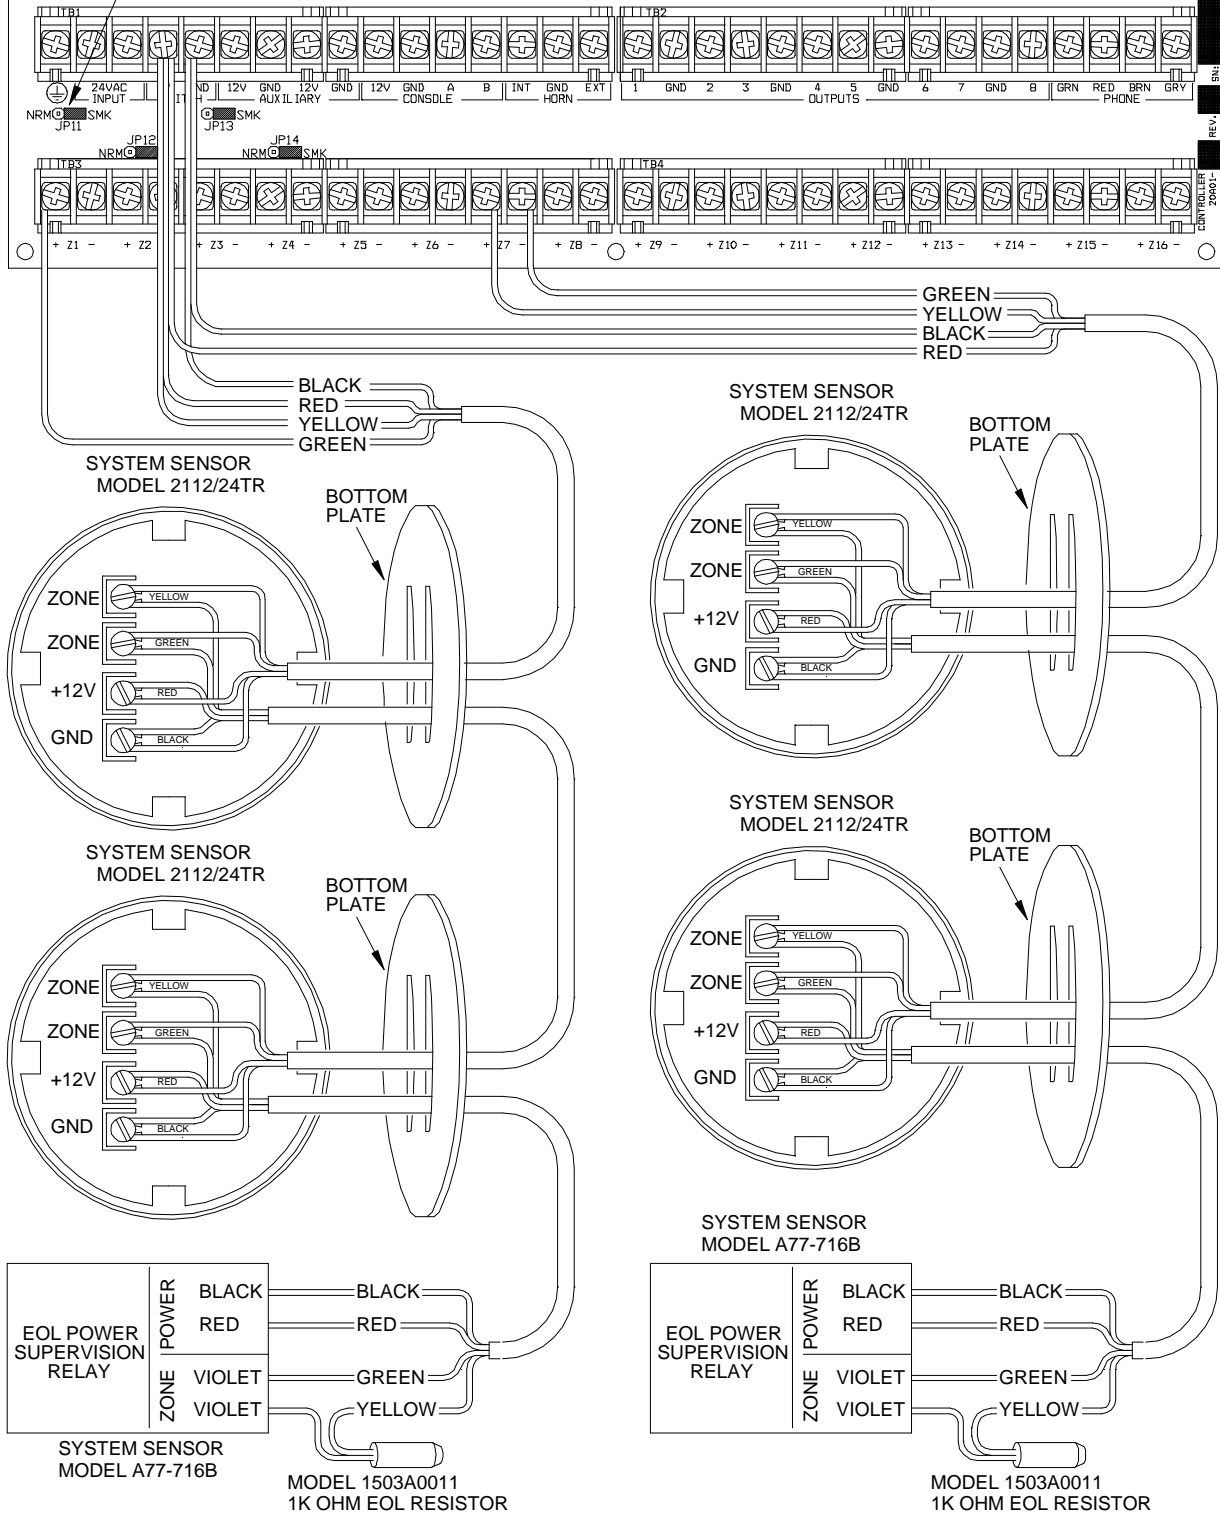 TB1
TB2
24VAC
ND
12V
GND
12V
GND
12V
GND
A
B
INT
GND
EXT
1
GND
2
3
GND
4
5
GND
6
7
GND
8
GRN
RED
BRN
GRY
INPUT
AUXILIARY
CONSOLE
HORN
OUTPUTS
PHONE
SN:
REV.
CONTROLLER
20A01-
NRM
SMK
JP11
SMK
JP13
JP12
NRM
JP14
NRM
SMK
TB3
TB4
+ Z1 -
+ Z2
+ Z3 -
+ Z4 -
+ Z5 -
+ Z6 -
+ Z7 -
+ Z8 -
+ Z9 -
+ Z10 -
+ Z11 -
+ Z12 -
+ Z13 -
+ Z14 -
+ Z15 -
+ Z16 -
GREEN
YELLOW
BLACK
RED
BLACK
RED
YELLOW
GREEN
SYSTEM SENSOR
MODEL 2112/24TR
BOTTOM
PLATE
ZONE
YELLOW
ZONE
GREEN
+12V
RED
GND
BLACK
SYSTEM SENSOR
MODEL 2112/24TR
BOTTOM
PLATE
ZONE
YELLOW
ZONE
GREEN
+12V
RED
GND
BLACK
SYSTEM SENSOR
MODEL 2112/24TR
BOTTOM
PLATE
ZONE
YELLOW
ZONE
GREEN
+12V
RED
GND
BLACK
SYSTEM SENSOR
MODEL 2112/24TR
BOTTOM
PLATE
ZONE
YELLOW
ZONE
GREEN
+12V
RED
GND
BLACK
EOL POWER
SUPERVISION
RELAY
POWER
ZONE
BLACK
BLACK
RED
RED
VIOLET
GREEN
VIOLET
YELLOW
SYSTEM SENSOR
MODEL A77-716B
MODEL 1503A0011
1K OHM EOL RESISTOR
SYSTEM SENSOR
MODEL A77-716B
EOL POWER
SUPERVISION
RELAY
POWER
ZONE
BLACK
BLACK
RED
RED
VIOLET
GREEN
VIOLET
YELLOW
MODEL 1503A0011
1K OHM EOL RESISTOR